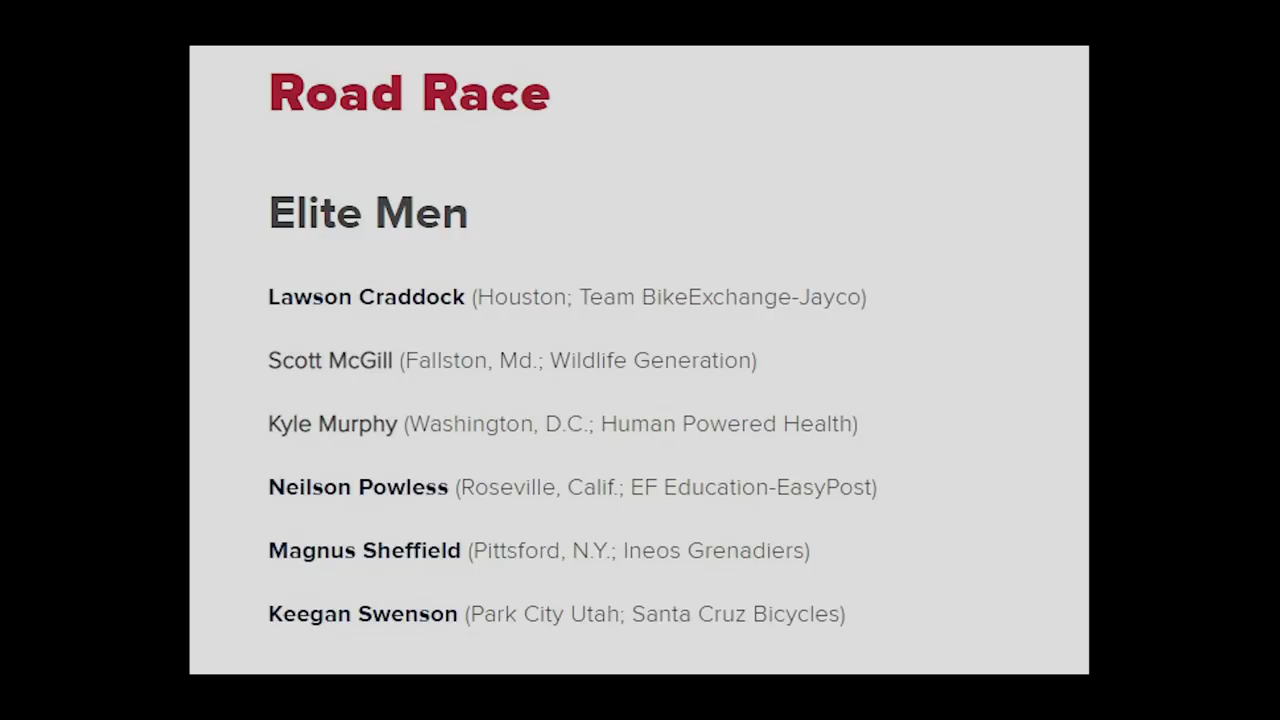 Road Race
Elite Men
Lawson Craddock (Houston; Team BikeExchange-Jayco)
Scott McGill (Fallston, Md.; Wildlife Generation)
Kyle Murphy (Washington, D.C.; Human Powered Health)
Neilson Powless (Roseville, Calif.; EF Education-EasyPost)
Magnus Sheffield (Pittsford, N.Y.; Ineos Grenadiers)
Keegan Swenson (Park City Utah; Santa Cruz Bicycles)